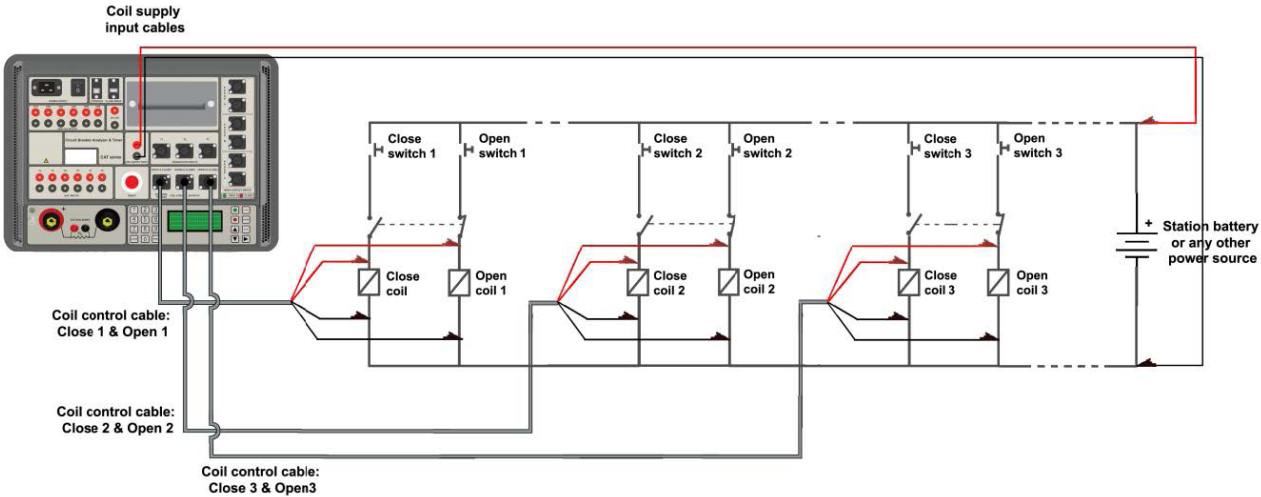 Coil supply
input cables
Circuit Breaker Analyzer & Timer
CAT series
Close
switch 1
Open
switch 1
Close
switch 2
Open
switch 2
Close
switch 3
Open
switch 3
+
Station battery
or any other
power source
Close
coil
Open
coil 1
Close
coil 2
Open
coil 2
Close
coil 3
Open
coil 3
Coil control cable:
Close 1 & Open 1
Coil control cable:
Close 2 & Open 2
Coil control cable:
Close 3 & Open3